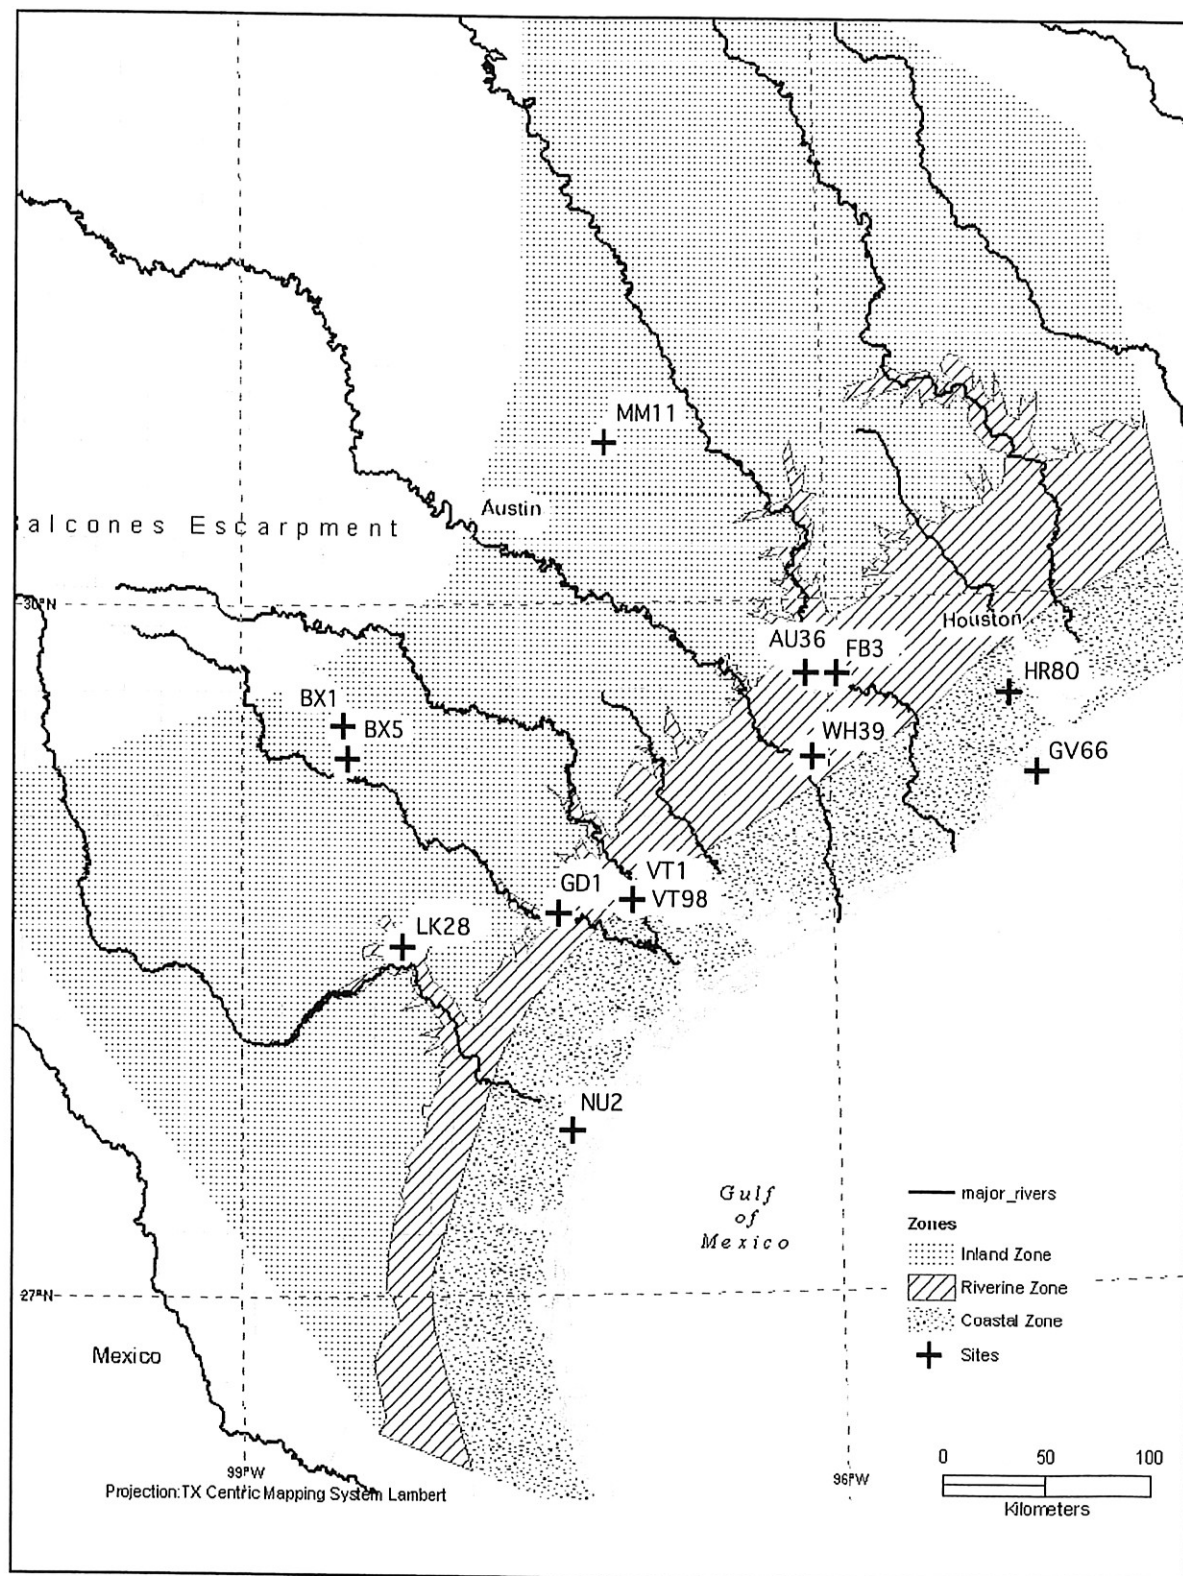 MM11
Austin
alcones Escarpment
30°N
Houston
AU36
FB3
HR80
BX1
BX5
WH39
GV66
VT1
GD1
VT98
LK28
NU2
Gulf
of
Mexico
major_rivers
Zones
Inland Zone
Riverine Zone
Coastal Zone
Sites
27°N
Mexico
99°W
96°W
0 50 100
Kilometers
Projection:TX Centric Mapping System Lambert